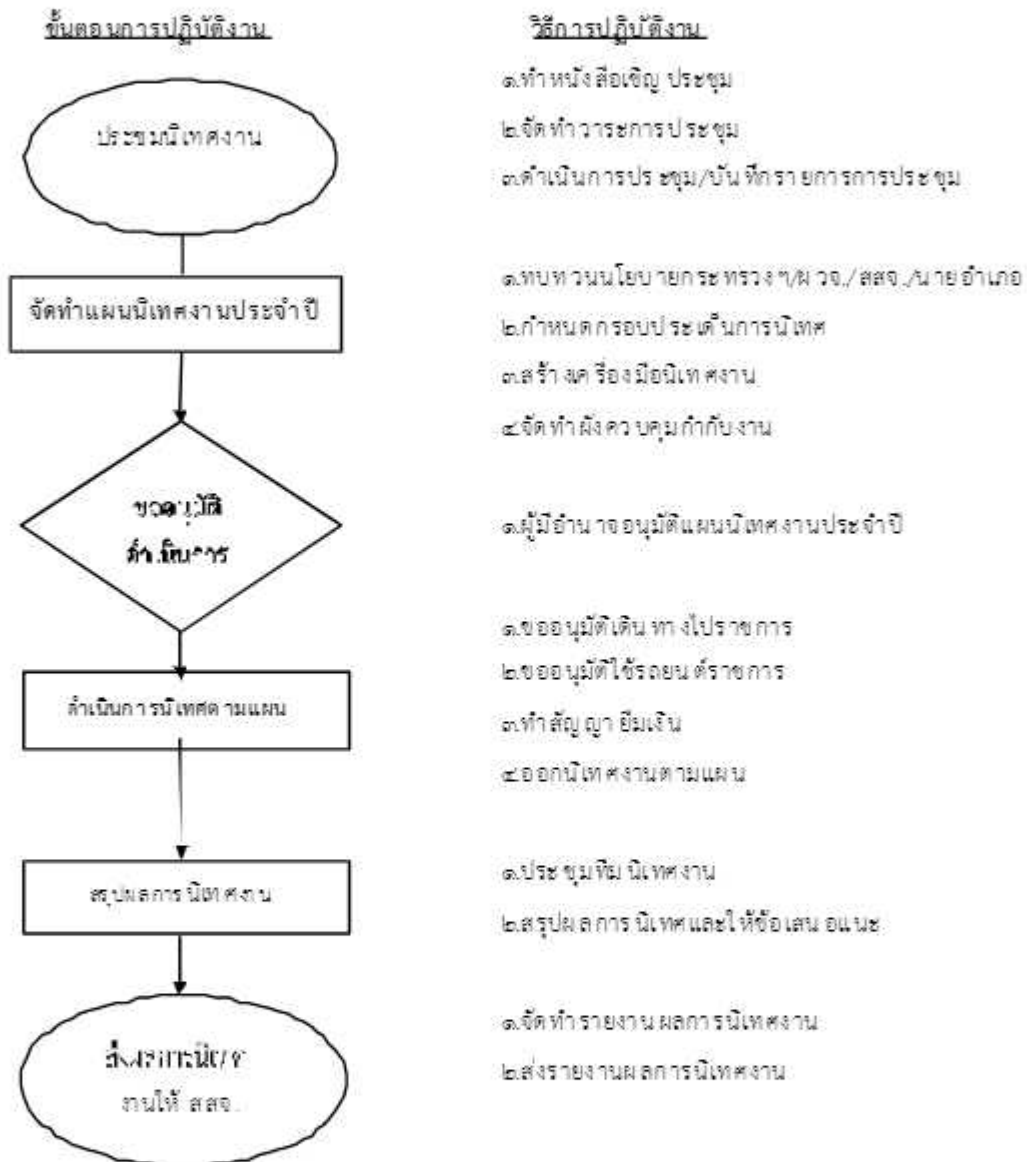 ขั้นตอนการปฏิบัติงาน
วิธีการปฏิบัติงาน
ประชมนิเทศงาน
๑.ทำหนังสือเชิญ ประชุม
๒.จัดทำวาระการประชุม
๓.ดำเนินการประชุม/บันทึกรายการการประชุม
จัดทำแผนนิเทศงานประจำปี
๑.ทบทวนนโยบายกระทรวงฯ/ผวจ./สสจ./นายอำเภอ
๒.กำหนดกรอบประเด็นการนิเทศ
๓.สร้างเครื่องมือนิเทศงาน
๔.จัดทำผังควบคุมกำกับงาน
ขออนุมัติ
ดำเนินการ
๑.ผู้มีอำนาจอนุมัติแผนนิเทศงานประจำปี
ดำเนินการนิเทศตามแผน
๑.ขออนุมัติเดินทางไปราชการ
๒.ขออนุมัติใช้รถยนต์ราชการ
๓.ทำสัญญายืมเงิน
๔.ออกนิเทศงานตามแผน
สรุปผลการนิเทศงาน
๑.ประชุมทีมนิเทศงาน
๒.สรุปผลการนิเทศและให้ข้อเสนอแนะ
ส่งผลการนิเทศ
งานให้ สสจ.
๑.จัดทำรายงานผลการนิเทศงาน
๒.ส่งรายงานผลการนิเทศงาน